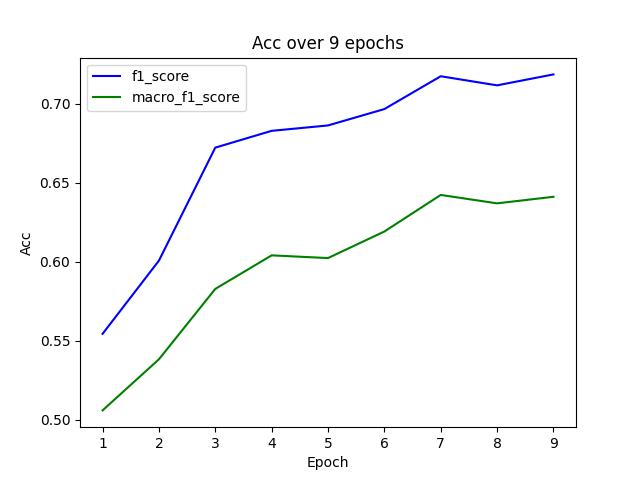 Acc over 9 epochs
f1_score
macro_f1_score
0.70
0.65
0.60
0.55
0.50
Acc
1 2 3 4 5 6 7 8 9
Epoch